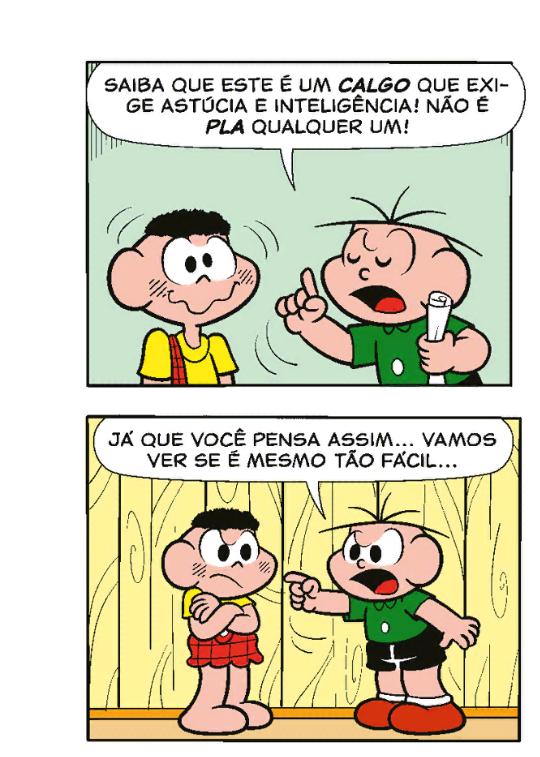 SAIBA QUE ESTE É UM CALGO QUE EXI-
GE ASTÚCIA E INTELIGÊNCIA! NÃO É
PLA QUALQUER UM!
JÁ QUE VOCÊ PENSA ASSIM... VAMOS
VER SE É MESMO TÃO FÁCIL...